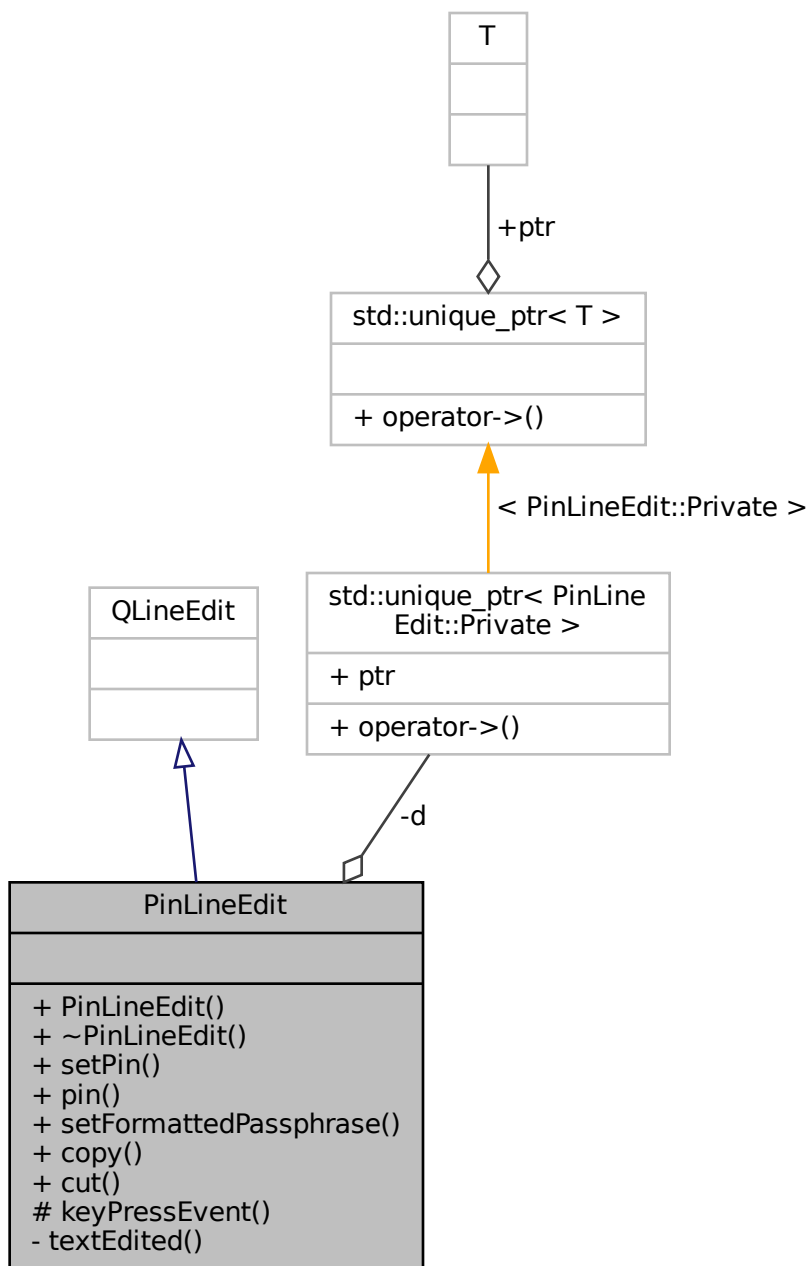 T
+ptr
std::unique_ptr< T >
+ operator->()
< PinLineEdit::Private >
std::unique_ptr< PinLine
Edit::Private >
+ ptr
+ operator->()
QLineEdit
-d
PinLineEdit
+ PinLineEdit()
+ ~PinLineEdit()
+ setPin()
+ pin()
+ setFormattedPassphrase()
+ copy()
+ cut()
# keyPressEvent()
- textEdited()